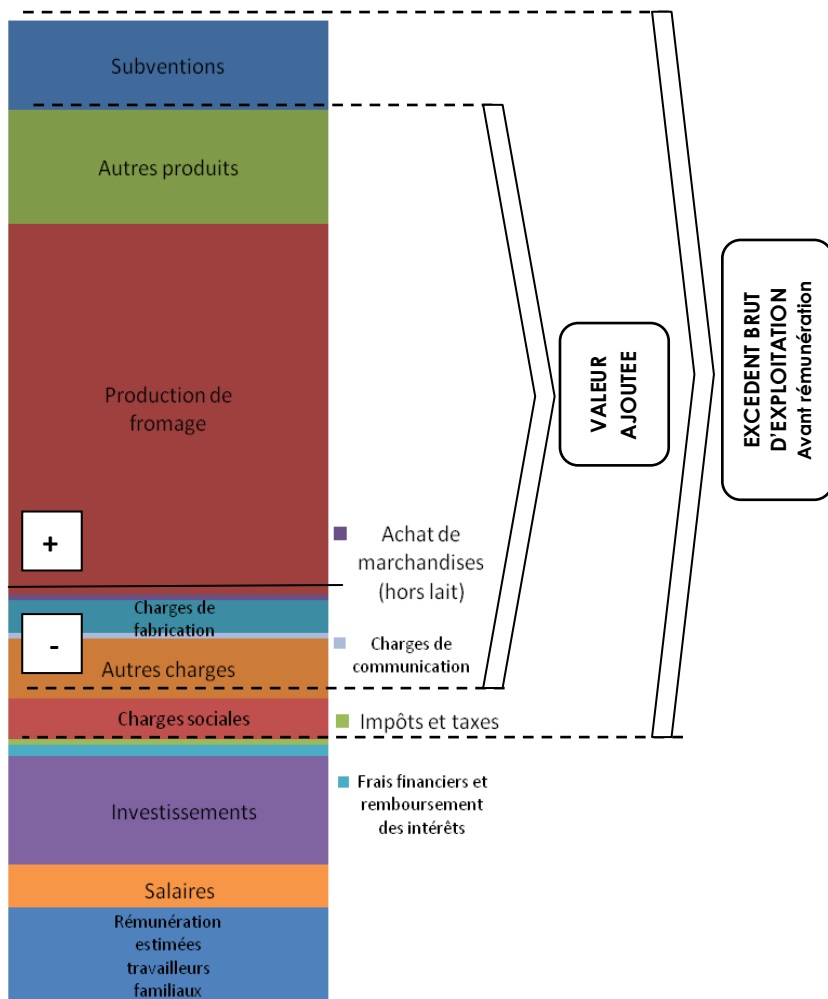 Subventions
Autres produits
Production de
fromage
+
Achat de
marchandises
(hors lait)
Charges de
fabrication
-
Charges de
communication
Autres charges
Charges sociales
Impôts et taxes
Frais financiers et
remboursement
des intérêts
Investissements
Salaires
Rémunération
estimées
travailleurs
familiaux
VALEUR
AJOUTEE
EXCEDENT BRUT
D'EXPLOITATION
Avant rémunération